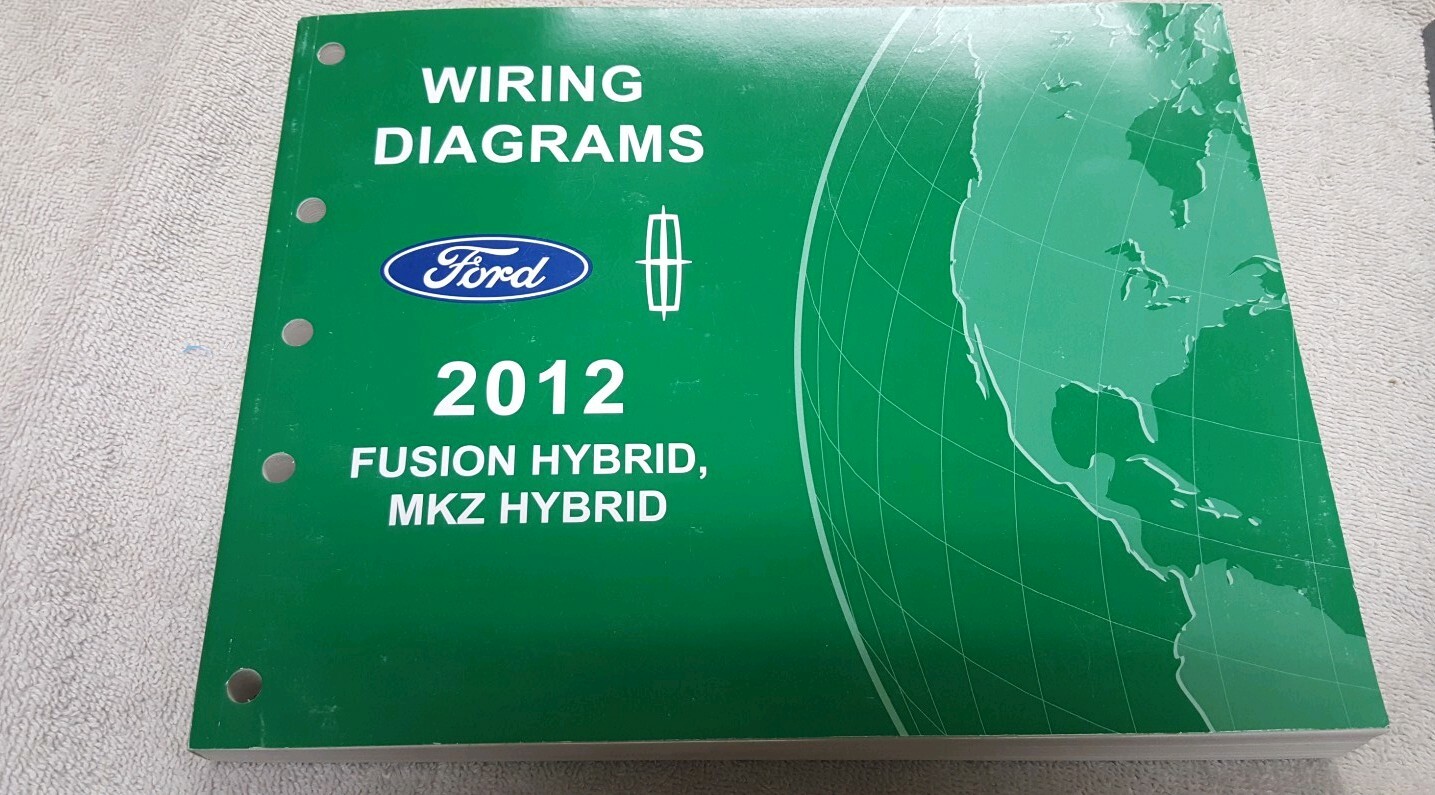 WIRING
DIAGRAMS
Ford
2012
FUSION HYBRID,
MKZ HYBRID